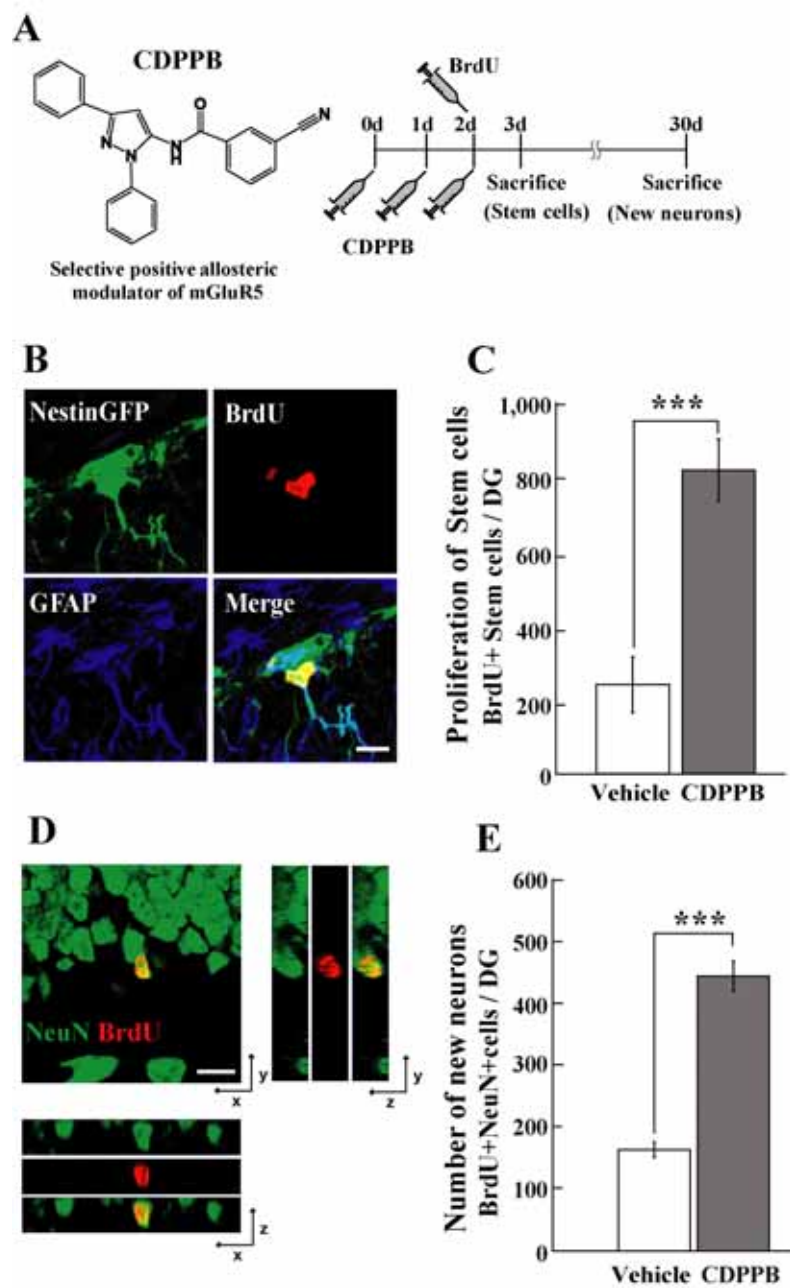 A
CDPPB
O
N
N
N
N
H
Selective positive allosteric
modulator of mGluR5
BrdU
0d 1d 2d 3d 30d
Sacrifice
(Stem cells)
Sacrifice
(New neurons)
CDPPB
B
NestinGFP
BrdU
GFAP
Merge
C
Proliferation of Stem cells
BrdU+ Stem cells / DG
1,000
800
600
400
200
0
***
Vehicle CDPPB
D
NeuN BrdU
y
x
y
z
z
x
E
Number of new neurons
BrdU+NeuN+cells / DG
600
500
400
300
200
100
0
***
Vehicle CDPPB